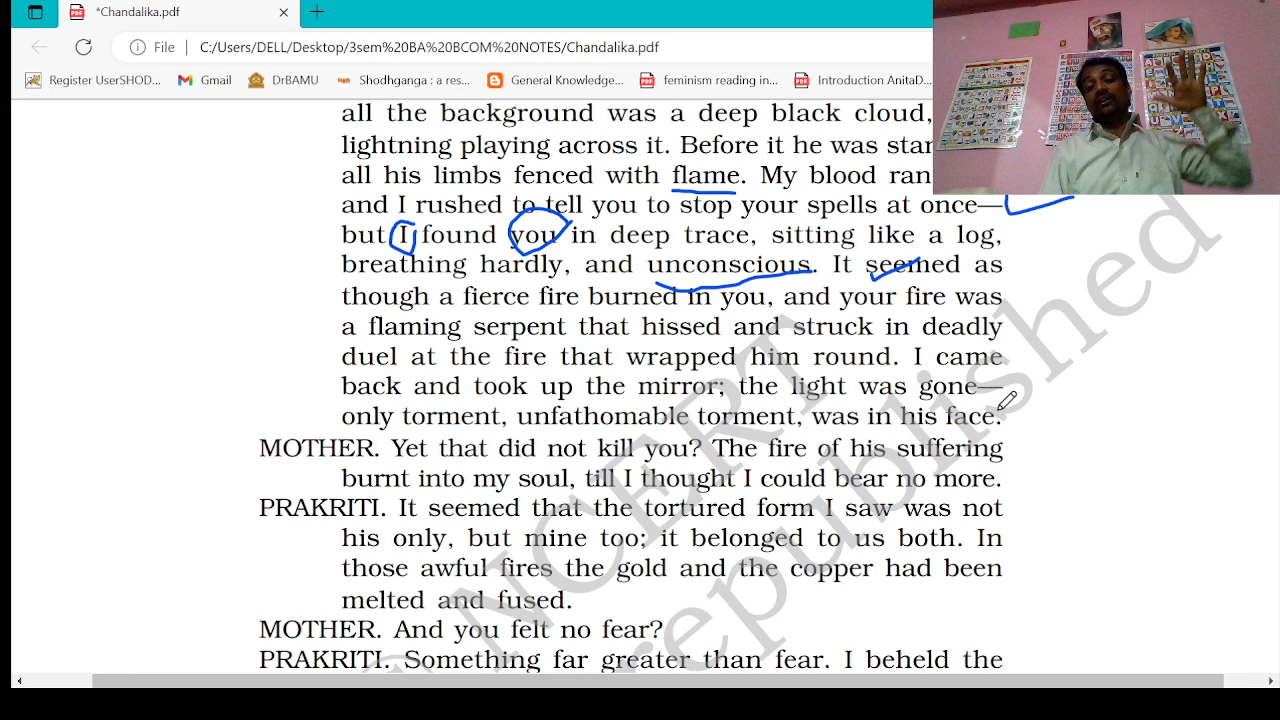 *Chandalika.pdf
File C:/Users/DELL/Desktop/3sem%20BA%20BCOM%20NOTES/Chandalika.pdf
Register UserSHOD... Gmail DrBAMU Shodhganga : a res... General Knowledge... feminism reading in... Introduction AnitaD...
all the background was a deep black cloud,
lightning playing across it. Before it he was
all his limbs fenced with flame. My blood ran
and I rushed to tell you to stop your spells at once—
but I found you in deep trace, sitting like a log,
breathing hardly, and unconscious. It seemed as
though a fierce fire burned in you, and your fire was
a flaming serpent that hissed and struck in deadly
duel at the fire that wrapped him round. I came
back and took up the mirror; the light was gone—
only torment, unfathomable torment, was in his face.
MOTHER. Yet that did not kill you? The fire of his suffering
burnt into my soul, till I thought I could bear no more.
PRAKRITI. It seemed that the tortured form I saw was not
his only, but mine too; it belonged to us both. In
those awful fires the gold and the copper had been
melted and fused.
MOTHER. And you felt no fear?
PRAKRITI. Something far greater than fear. I beheld the
NCERT
republished